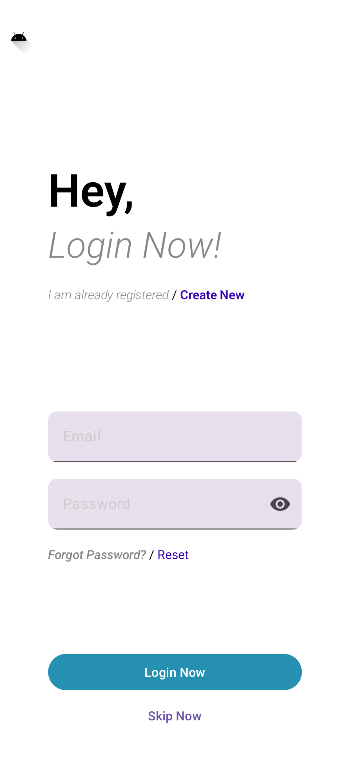 Hey,
Login Now!
I am already registered / Create New
Email
Password
Forgot Password? / Reset
Login Now
Skip Now